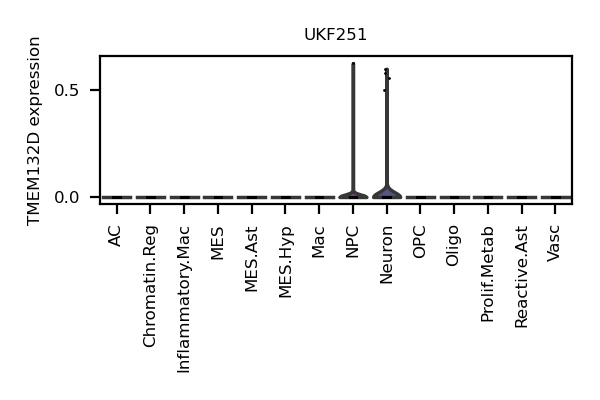 UKF251
TMEM132D expression
0.5
0.0
AC
Chromatin.Reg
Inflammatory.Mac
MES
MES.Ast
MES.Hyp
Mac
NPC
Neuron
OPC
Oligo
Prolif.Metab
Reactive.Ast
Vasc